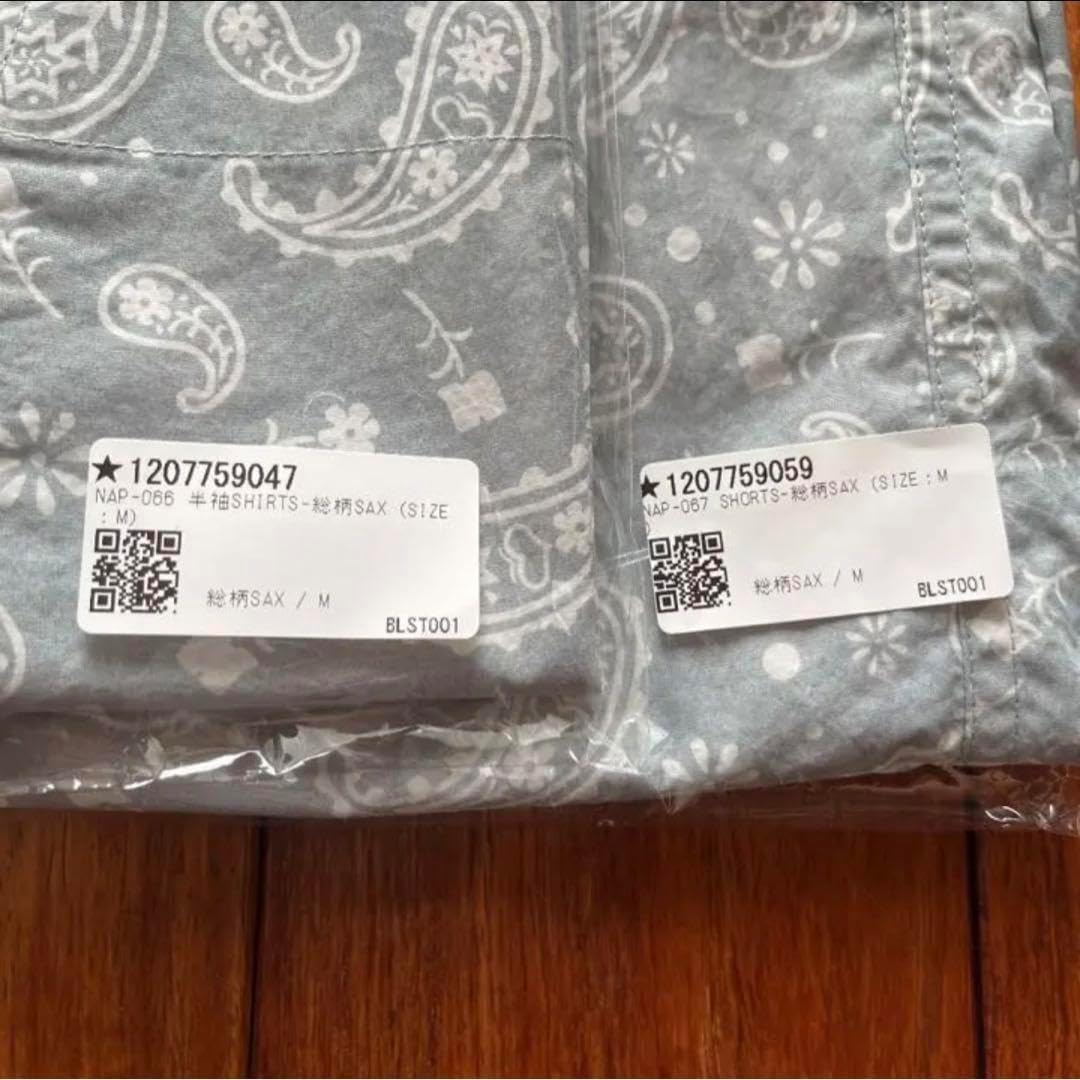 ★1207759047
NAP-066 半袖SHIRTS-総柄SAX (SIZE
: M)
総柄SAX / M
BLST001
★1207759059
NAP-067 SHORTS-総柄SAX (SIZE : M
)
総柄SAX / M
BLST001